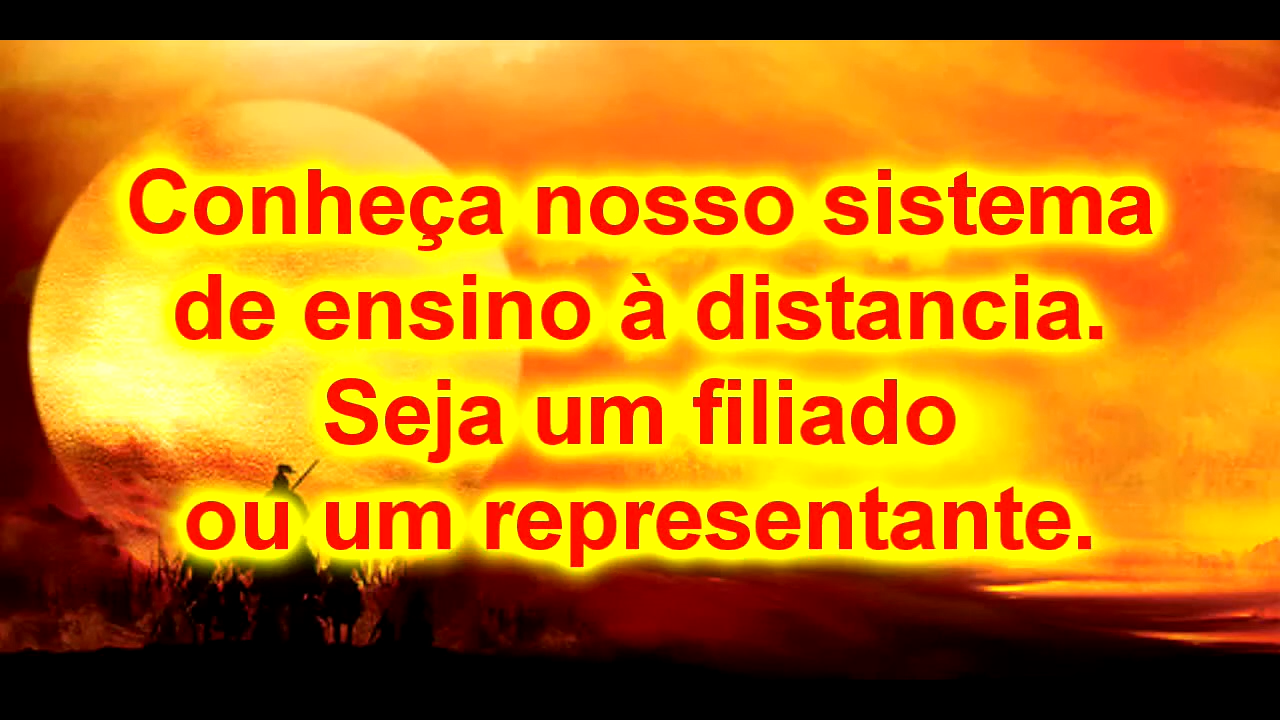 Conheça nosso sistema
de ensino à distancia.
Seja um filiado
ou um representante.